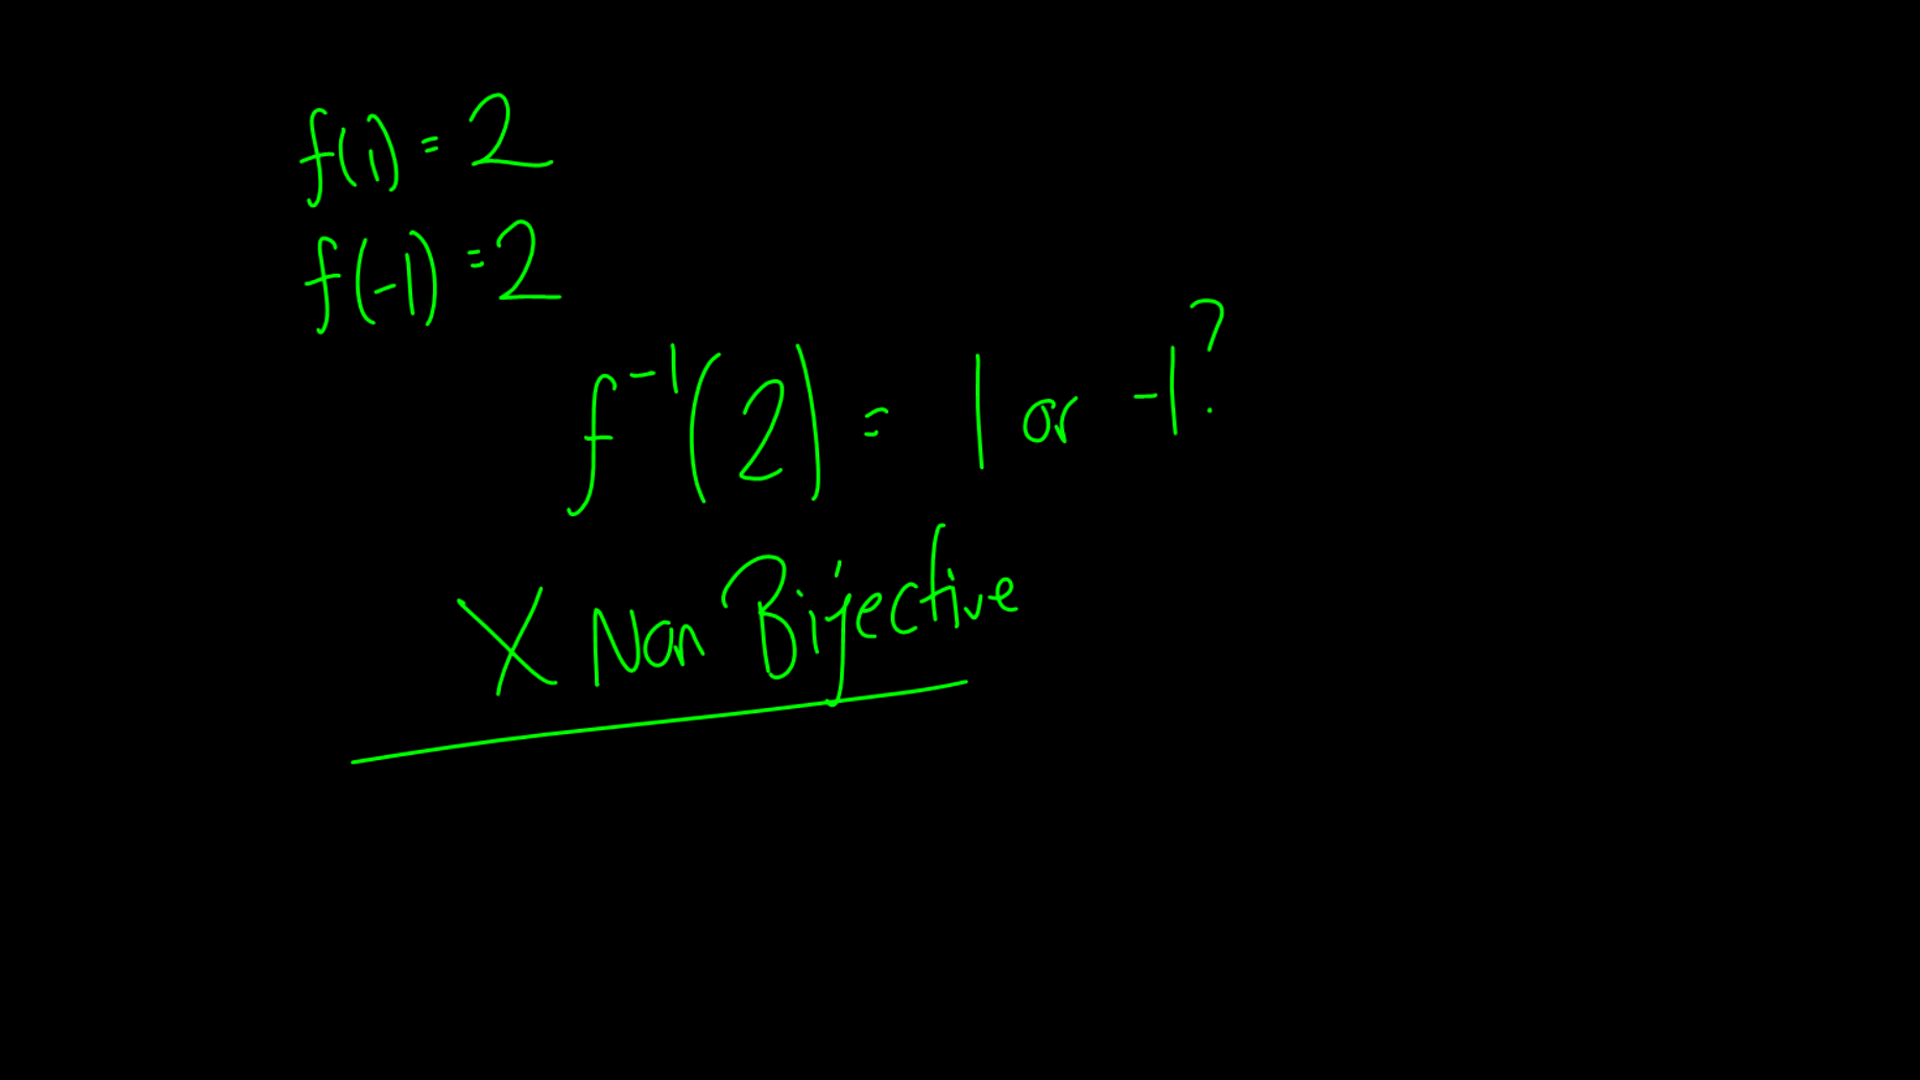 f(1) = 2
f(-1) = 2
f⁻¹(2) = 1 or -1?
X Non Bijective